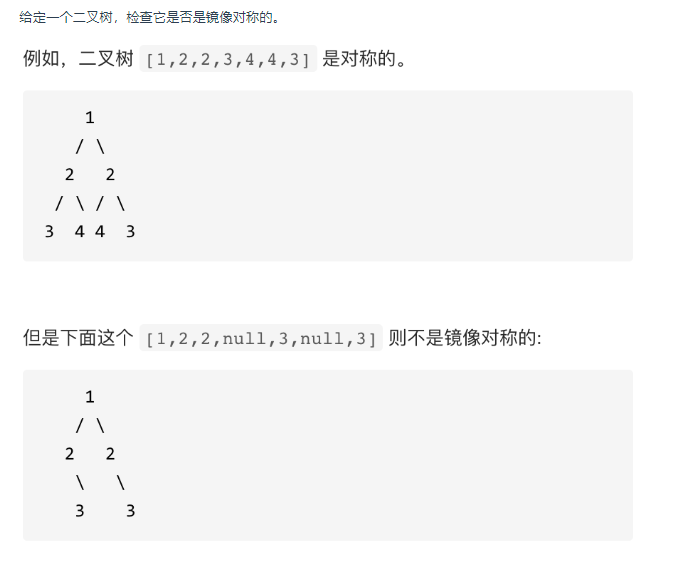 给定一个二叉树，检查它是否是镜像对称的。
例如，二叉树 [1,2,2,3,4,4,3] 是对称的。
1
/ \
2 2
/ \ / \
3 4 4 3
但是下面这个 [1,2,2,null,3,null,3] 则不是镜像对称的:
1
/ \
2 2
\ \
3 3